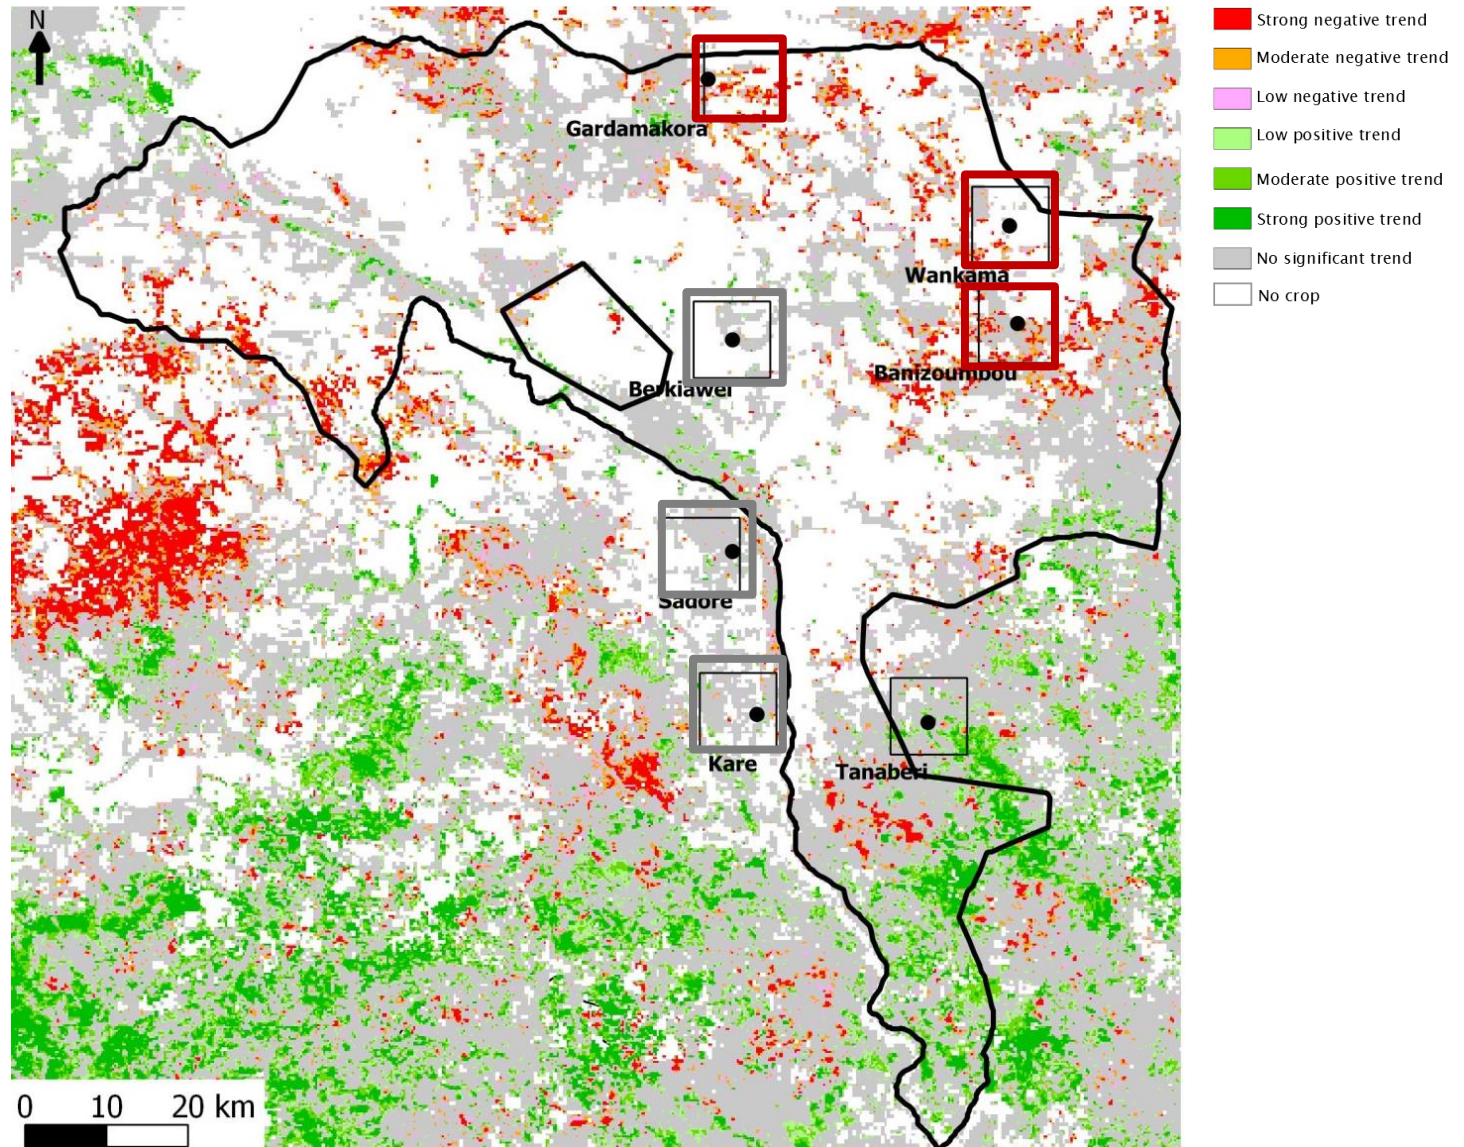 N
Strong negative trend
Moderate negative trend
Low negative trend
Low positive trend
Moderate positive trend
Strong positive trend
No significant trend
No crop
Gardamakora
Wankama
Banizoumbou
Berkiawel
Sadore
Kare
Tanaberi
0 10 20 km